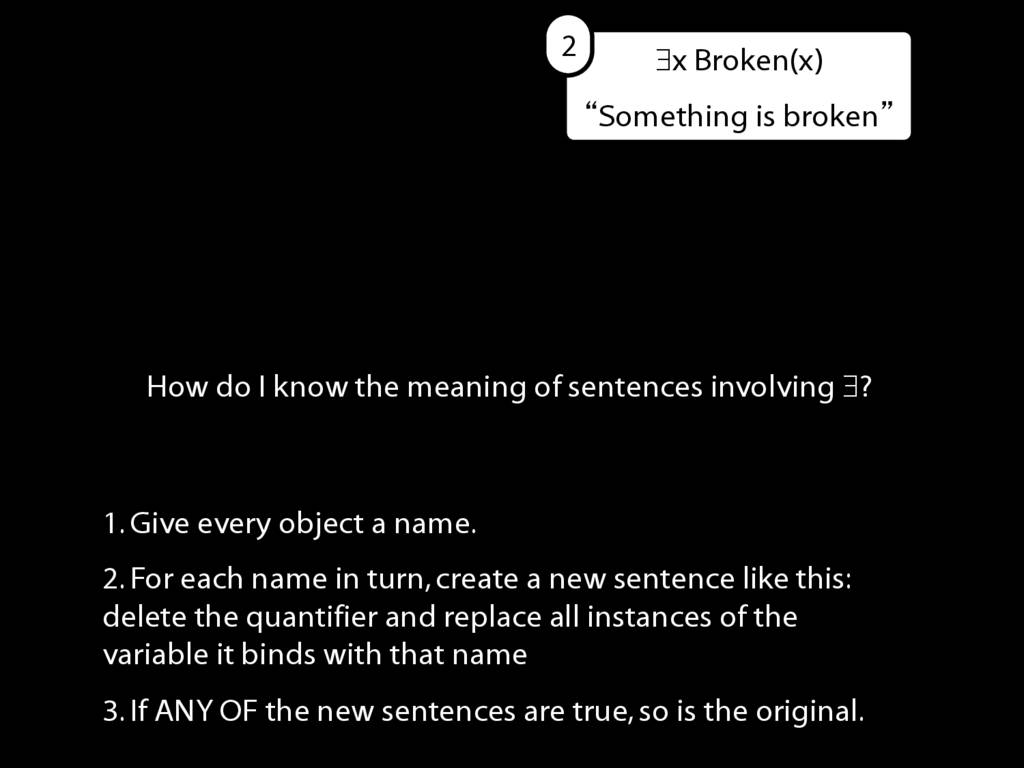 2
∃x Broken(x)
“Something is broken”
How do I know the meaning of sentences involving ∃?
1. Give every object a name.
2. For each name in turn, create a new sentence like this:
delete the quantifier and replace all instances of the
variable it binds with that name
3. If ANY OF the new sentences are true, so is the original.